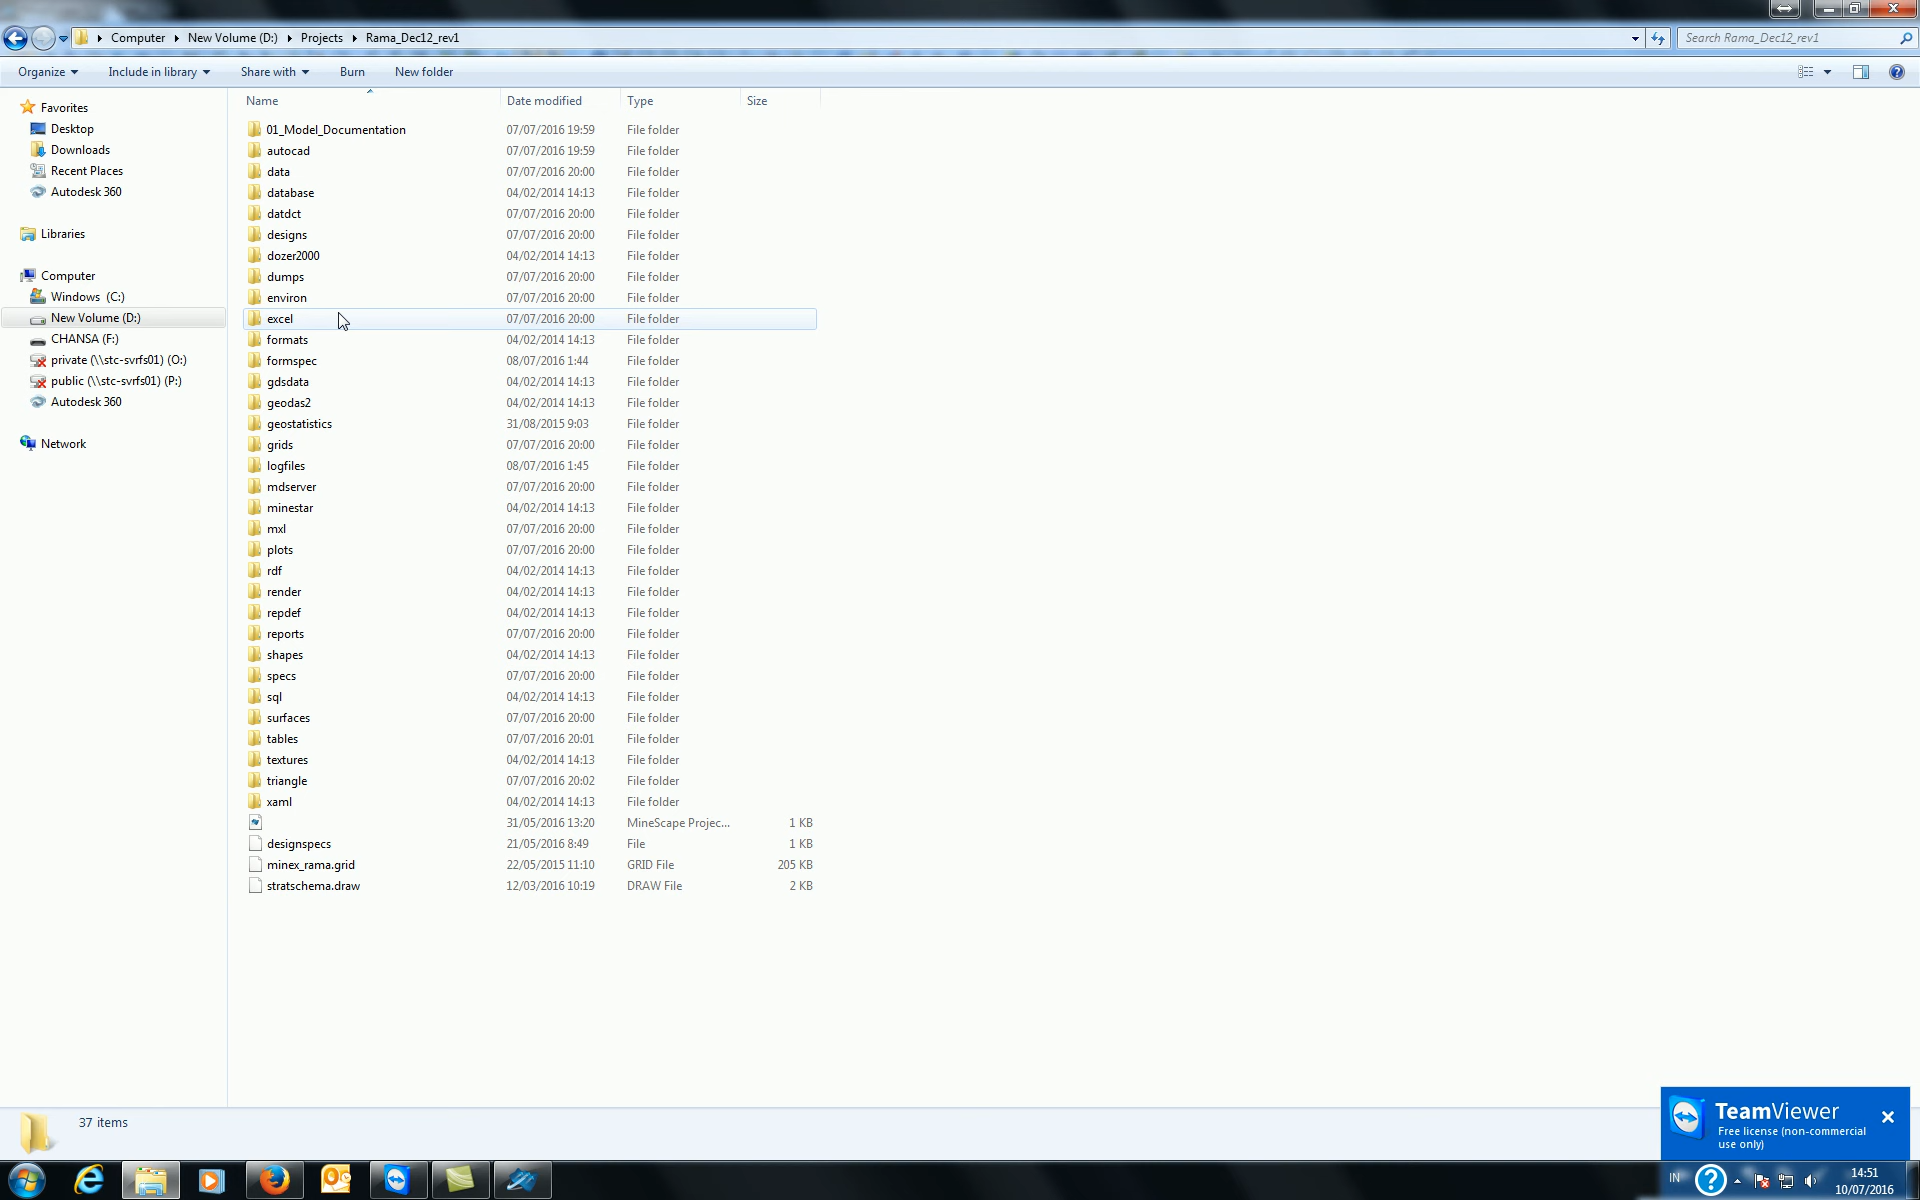 Computer New Volume (D:) Projects Rama_Dec12_rev1 Search Rama_Dec12_rev1
Organize Include in library Share with Burn New folder
Favorites
Desktop
Downloads
Recent Places
Autodesk 360
Libraries
Computer
Windows (C:)
New Volume (D:)
CHANSA (F:)
private (\\stc-svrfs01) (O:)
public (\\stc-svrfs01) (P:)
Autodesk 360
Network
Name Date modified Type Size
01_Model_Documentation 07/07/2016 19:59 File folder
autocad 07/07/2016 19:59 File folder
data 07/07/2016 20:00 File folder
database 04/02/2014 14:13 File folder
datdct 07/07/2016 20:00 File folder
designs 07/07/2016 20:00 File folder
dozer2000 04/02/2014 14:13 File folder
dumps 07/07/2016 20:00 File folder
environ 07/07/2016 20:00 File folder
excel 07/07/2016 20:00 File folder
formats 04/02/2014 14:13 File folder
formspec 08/07/2016 1:44 File folder
gdsdata 04/02/2014 14:13 File folder
geodas2 04/02/2014 14:13 File folder
geostatistics 31/08/2015 9:03 File folder
grids 07/07/2016 20:00 File folder
logfiles 08/07/2016 1:45 File folder
mdserver 07/07/2016 20:00 File folder
minestar 04/02/2014 14:13 File folder
mxl 07/07/2016 20:00 File folder
plots 07/07/2016 20:00 File folder
rdf 04/02/2014 14:13 File folder
render 04/02/2014 14:13 File folder
repdef 04/02/2014 14:13 File folder
reports 07/07/2016 20:00 File folder
shapes 04/02/2014 14:13 File folder
specs 07/07/2016 20:00 File folder
sql 04/02/2014 14:13 File folder
surfaces 07/07/2016 20:00 File folder
tables 07/07/2016 20:01 File folder
textures 04/02/2014 14:13 File folder
triangle 07/07/2016 20:02 File folder
xaml 04/02/2014 14:13 File folder
31/05/2016 13:20 MineScape Projec... 1 KB
designspecs 21/05/2016 8:49 File 1 KB
minex_rama.grid 22/05/2015 11:10 GRID File 205 KB
stratschema.draw 12/03/2016 10:19 DRAW File 2 KB
37 items
TeamViewer
Free license (non-commercial
use only)
IN
14:51
10/07/2016